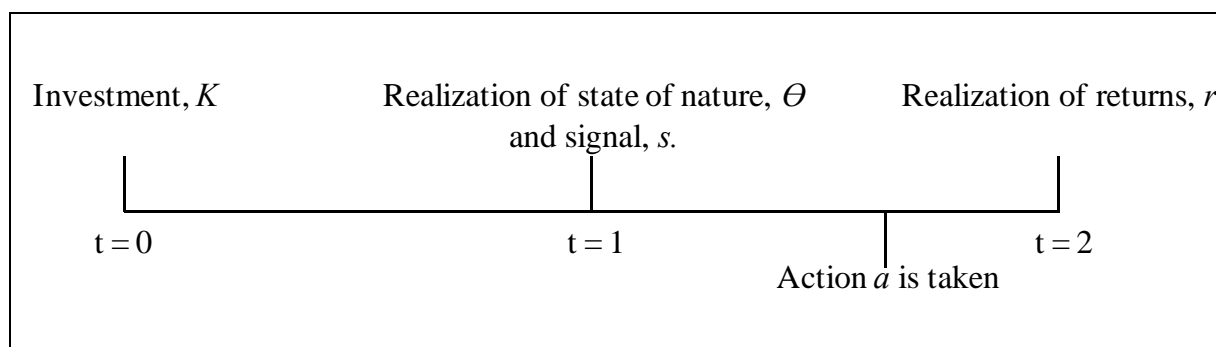 Investment, K
Realization of state of nature, Θ
and signal, s.
Realization of returns, r
t = 0
t = 1
t = 2
Action a is taken